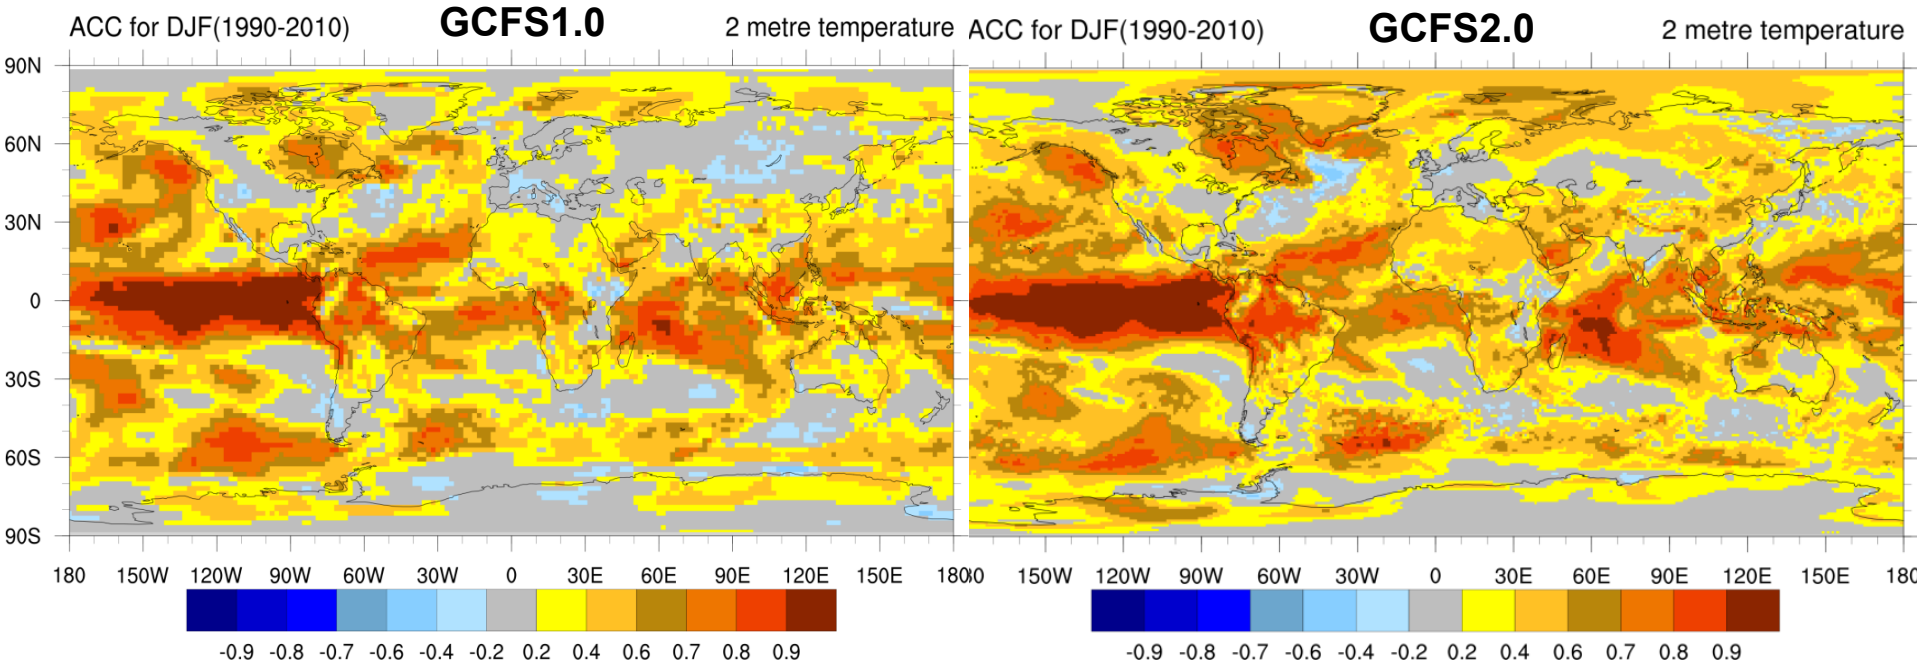 ACC for DJF(1990-2010) GCFS1.0 2 metre temperature
90N
60N
30N
0
30S
60S
90S
180 150W 120W 90W 60W 30W 0 30E 60E 90E 120E 150E 180
-0.9 -0.8 -0.7 -0.6 -0.4 -0.2 0.2 0.4 0.6 0.7 0.8 0.9
ACC for DJF(1990-2010) GCFS2.0 2 metre temperature
150W 120W 90W 60W 30W 0 30E 60E 90E 120E 150E 180
-0.9 -0.8 -0.7 -0.6 -0.4 -0.2 0.2 0.4 0.6 0.7 0.8 0.9